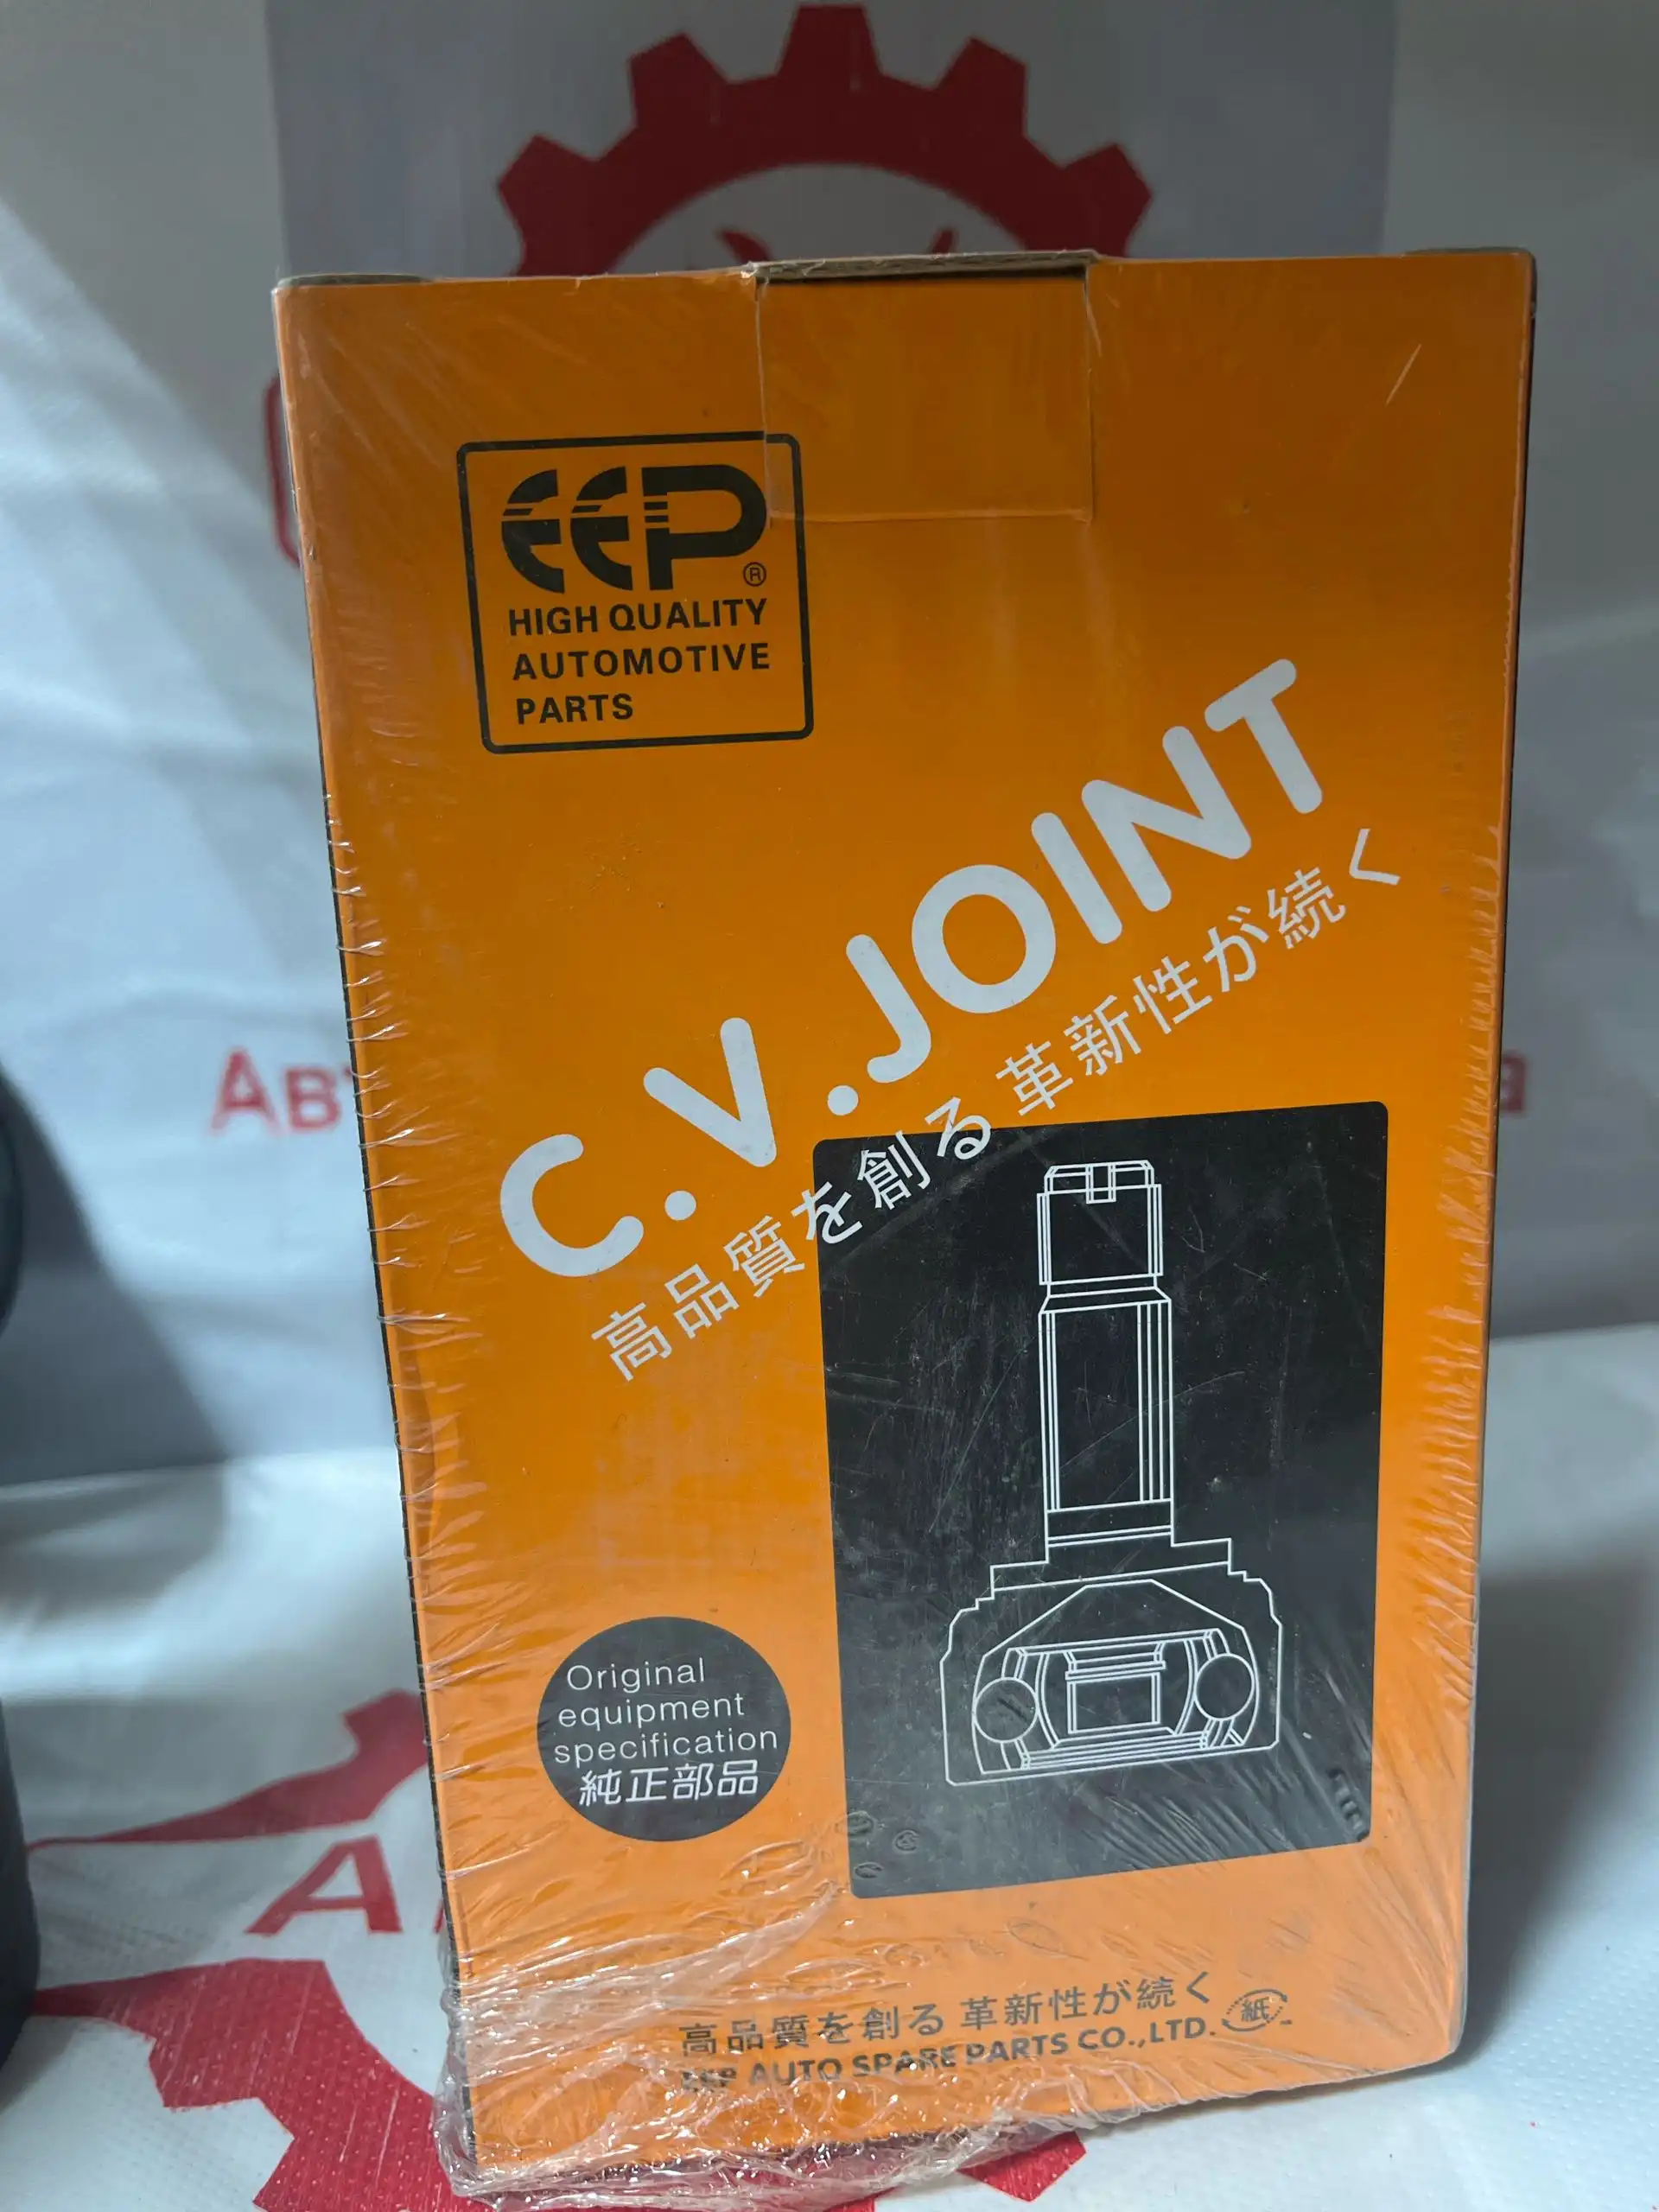 EEP®
HIGH QUALITY
AUTOMOTIVE
PARTS
C.V.JOINT
高品質を創る 革新性が続く
Original
equipment
specification
純正部品
高品質を創る 革新性が続く
EEP AUTO SPARE PARTS CO.,LTD.
紙